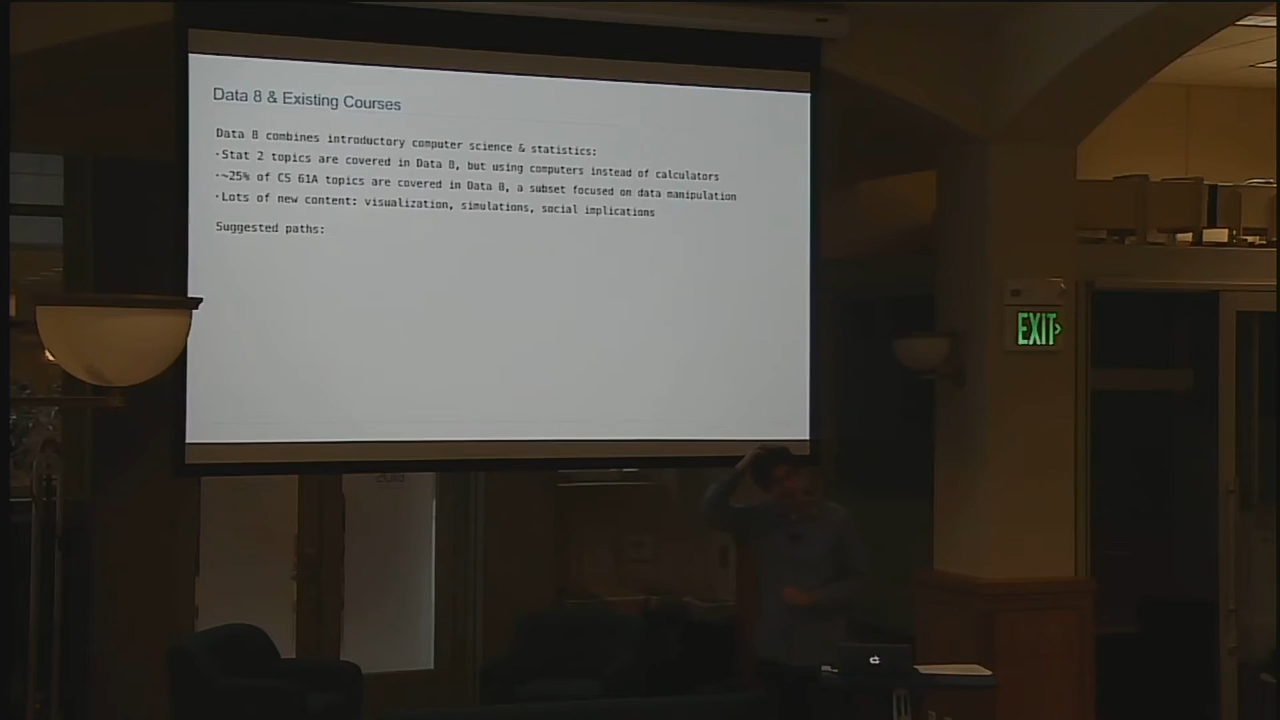 Data 8 & Existing Courses
Data 8 combines introductory computer science & statistics:
·Stat 2 topics are covered in Data 8, but using computers instead of calculators
·~25% of CS 61A topics are covered in Data 8, a subset focused on data manipulation
·Lots of new content: visualization, simulations, social implications
Suggested paths:
EXIT